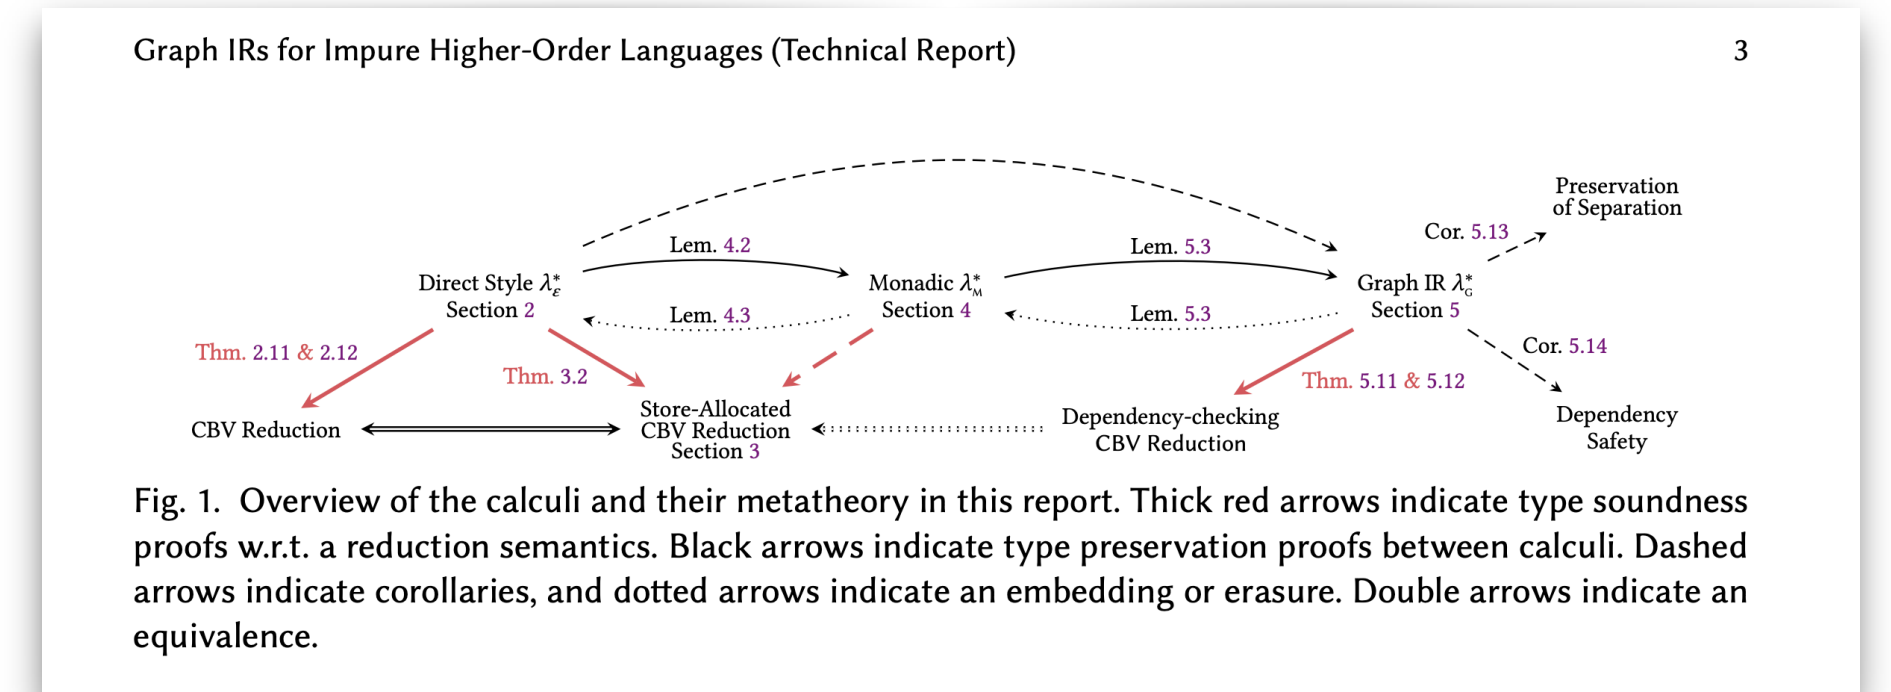 Graph IRs for Impure Higher-Order Languages (Technical Report) 3
Preservation
of Separation
Cor. 5.13
Lem. 4.2
Lem. 5.3
Direct Style λ*ε
Section 2
Monadic λ*M
Section 4
Graph IR λ*G
Section 5
Lem. 4.3
Lem. 5.3
Cor. 5.14
Thm. 2.11 & 2.12
Thm. 3.2
Thm. 5.11 & 5.12
CBV Reduction
Store-Allocated
CBV Reduction
Section 3
Dependency-checking
CBV Reduction
Dependency
Safety
Fig. 1. Overview of the calculi and their metatheory in this report. Thick red arrows indicate type soundness
proofs w.r.t. a reduction semantics. Black arrows indicate type preservation proofs between calculi. Dashed
arrows indicate corollaries, and dotted arrows indicate an embedding or erasure. Double arrows indicate an
equivalence.